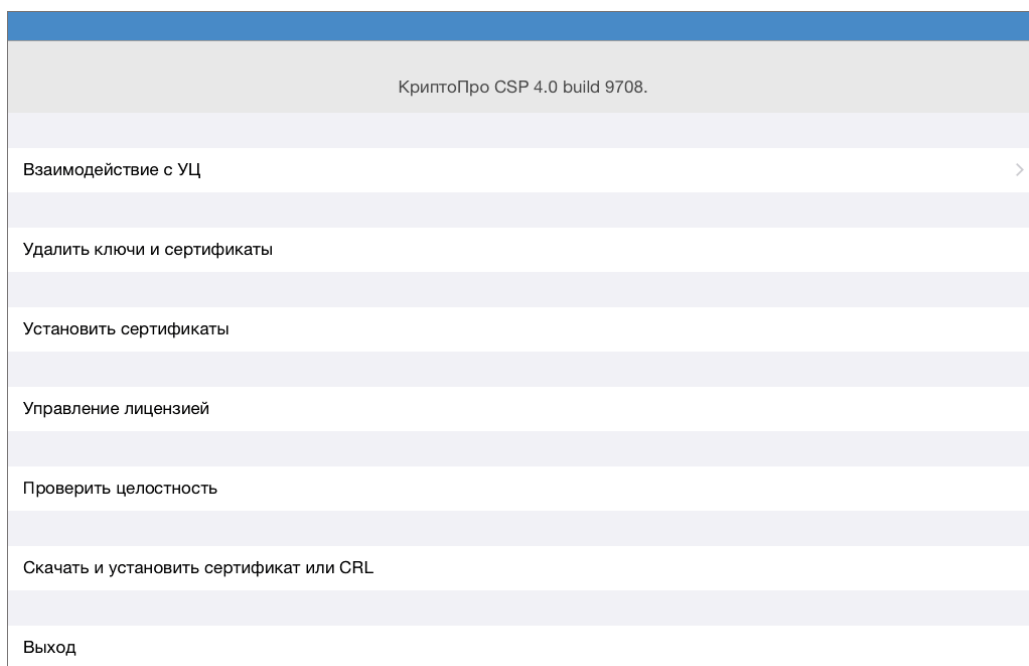 КриптоПро CSP 4.0 build 9708.
Взаимодействие с УЦ
Удалить ключи и сертификаты
Установить сертификаты
Управление лицензией
Проверить целостность
Скачать и установить сертификат или CRL
Выход